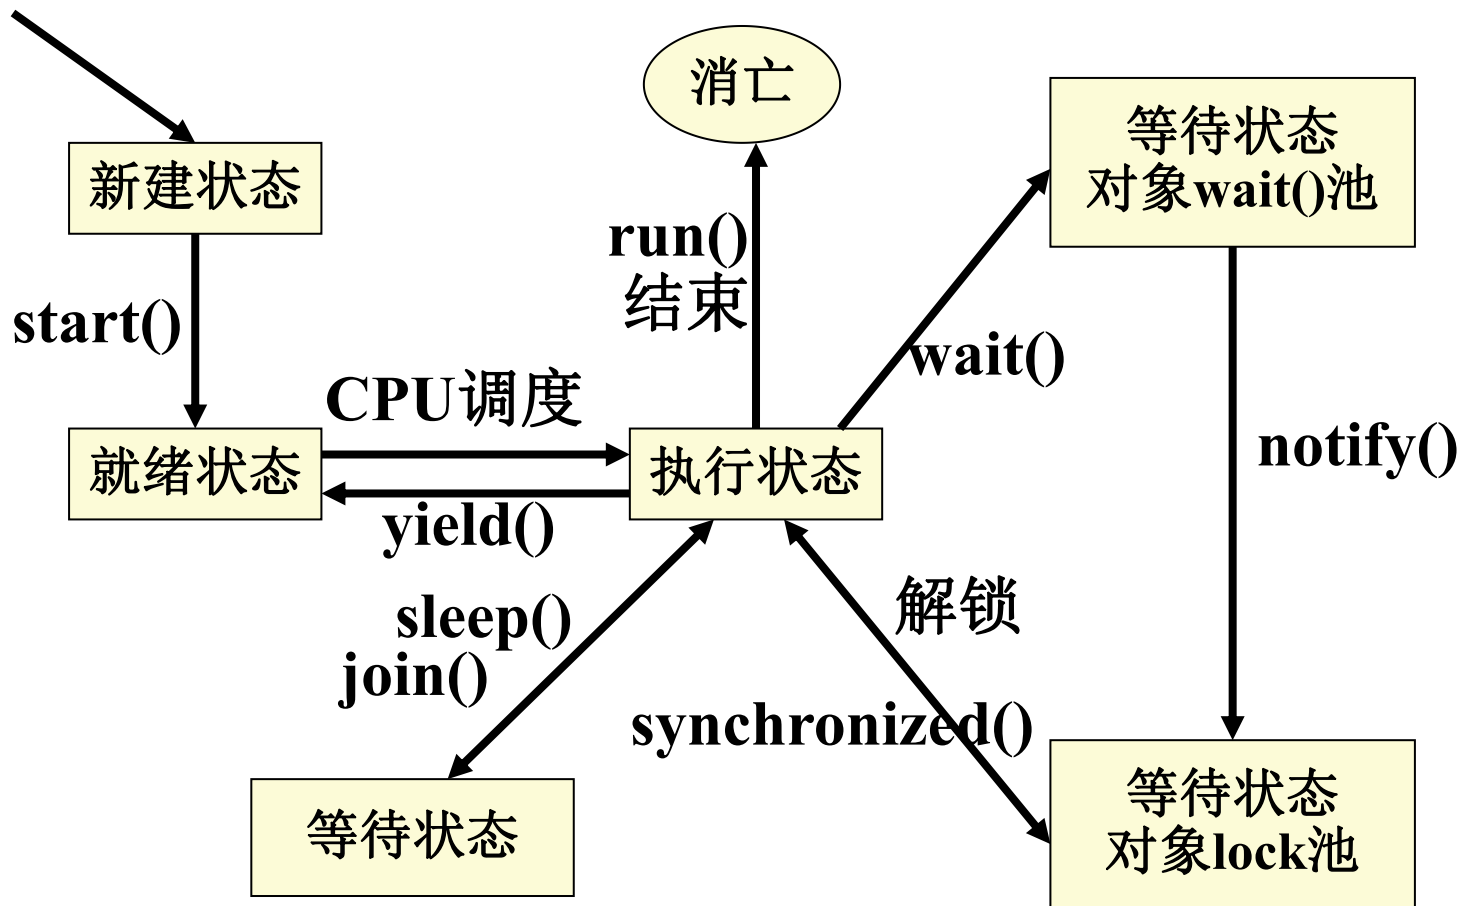 消亡
等待状态
对象wait()池
新建状态
run()
结束
start()
wait()
CPU调度
notify()
就绪状态
执行状态
yield()
sleep()
解锁
join()
synchronized()
等待状态
对象lock池
等待状态